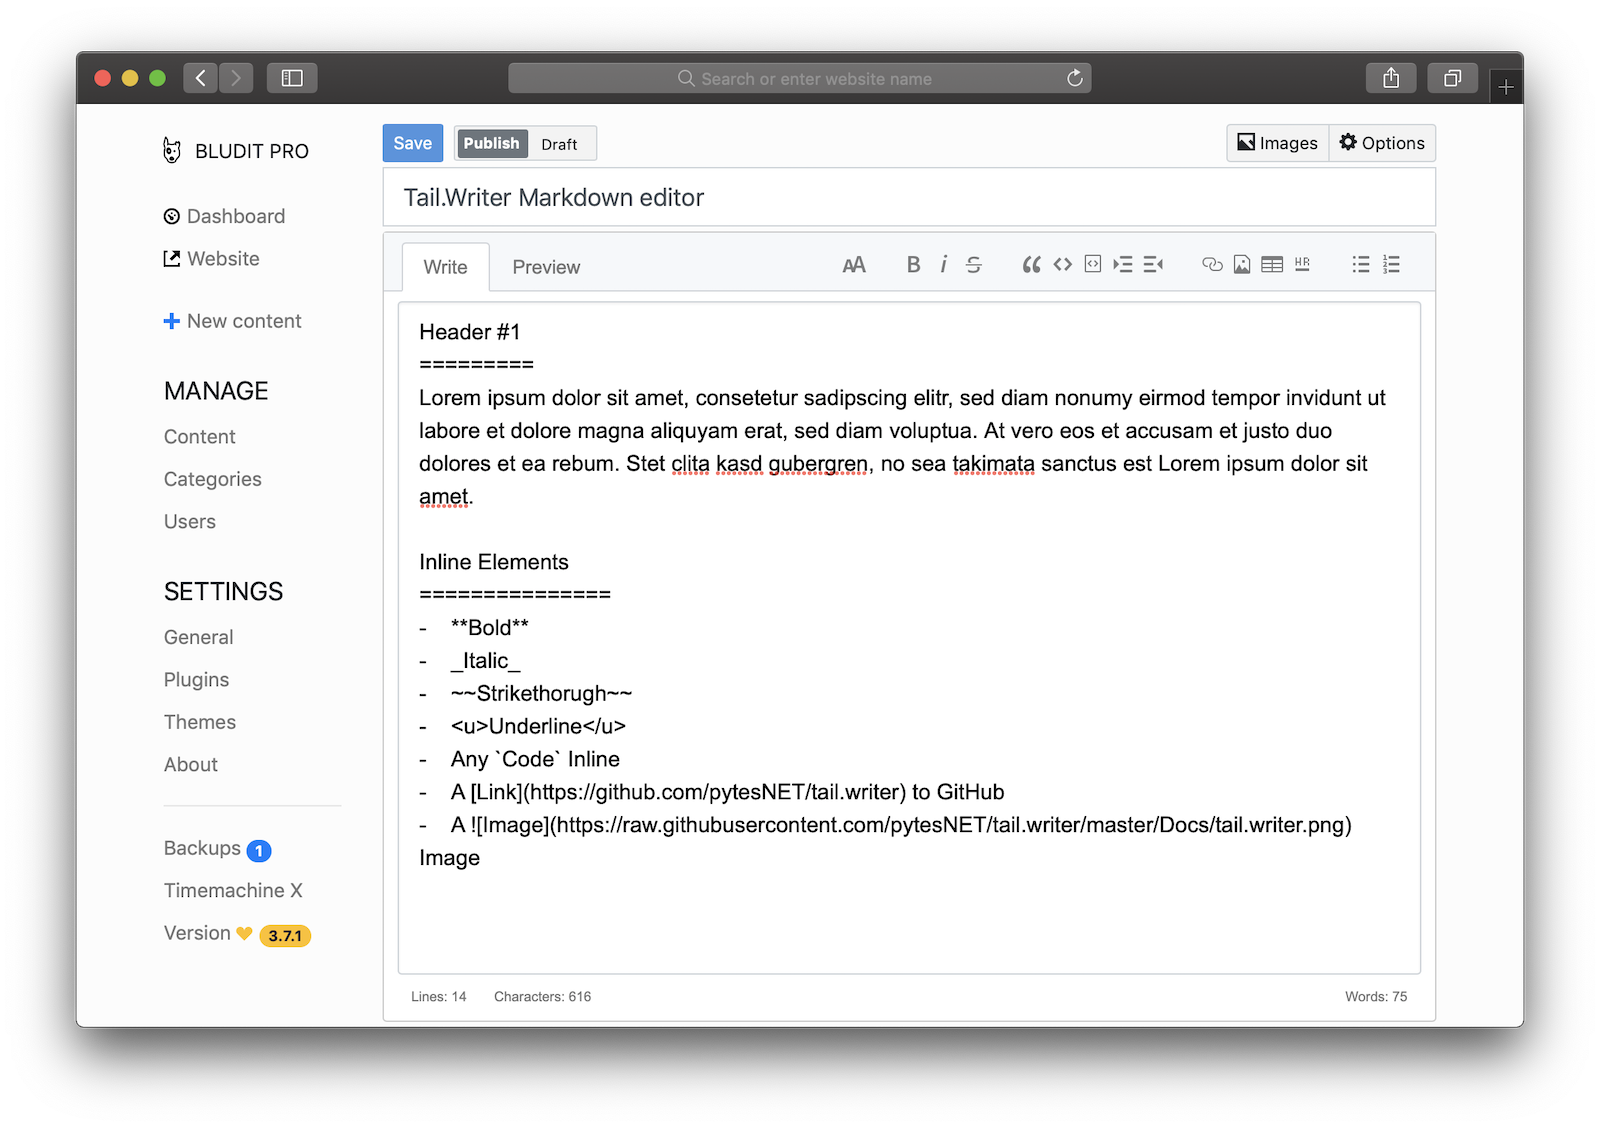 Search or enter website name
BLUDIT PRO
Dashboard
Website
New content
MANAGE
Content
Categories
Users
SETTINGS
General
Plugins
Themes
About
Backups 1
Timemachine X
Version 3.7.1
Save Publish Draft Images Options
Tail.Writer Markdown editor
Write Preview AA B i S HR
Header #1
=========
Lorem ipsum dolor sit amet, consetetur sadipscing elitr, sed diam nonumy eirmod tempor invidunt ut
labore et dolore magna aliquyam erat, sed diam voluptua. At vero eos et accusam et justo duo
dolores et ea rebum. Stet clita kasd gubergren, no sea takimata sanctus est Lorem ipsum dolor sit
amet.
Inline Elements
===============
- **Bold**
- _Italic_
- ~~Strikethorugh~~
- <u>Underline</u>
- Any `Code` Inline
- A [Link](https://github.com/pytesNET/tail.writer) to GitHub
- A ![Image](https://raw.githubusercontent.com/pytesNET/tail.writer/master/Docs/tail.writer.png)
Image
Lines: 14 Characters: 616 Words: 75